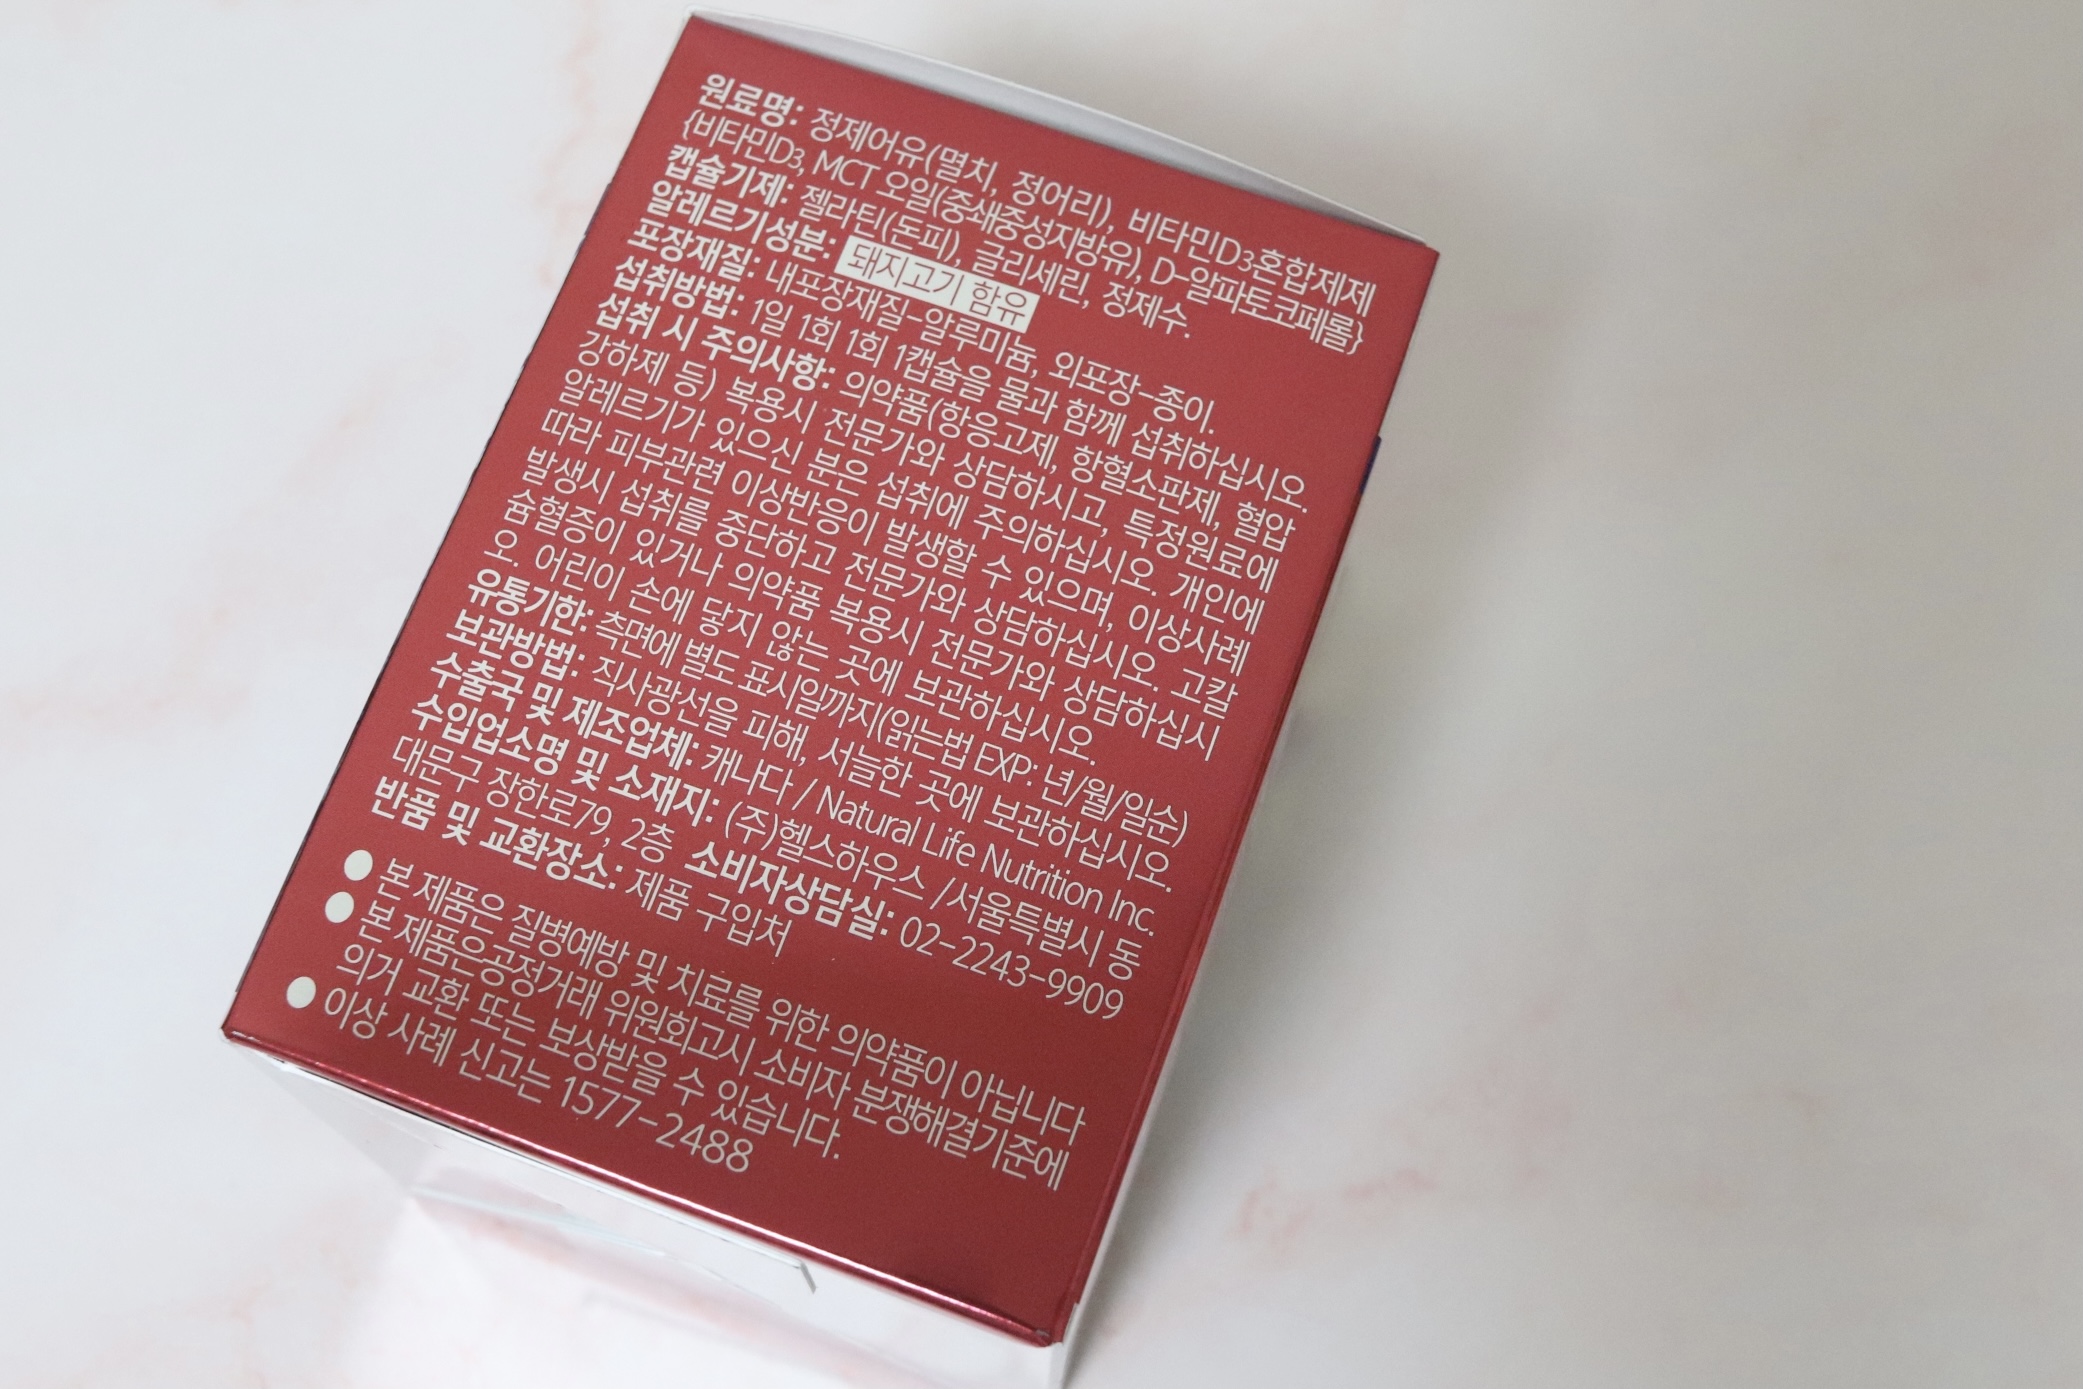 원료명: 정제어유(멸치, 정어리), 비타민D3혼합제제
{비타민D3, MCT 오일(중쇄중성지방유), D-알파토코페롤}
캡슐기제: 젤라틴(돈피), 글리세린, 정제수.
알레르기성분: 돼지고기 함유
포장재질: 내포장재질-알루미늄, 외포장-종이.
섭취방법: 1일 1회 1회 1캡슐을 물과 함께 섭취하십시오.
섭취 시 주의사항: 의약품(항응고제, 항혈소판제, 혈압
강하제 등) 복용시 전문가와 상담하시고, 특정원료에
알레르기가 있으신 분은 섭취에 주의하십시오. 개인에
따라 피부관련 이상반응이 발생할 수 있으며, 이상사례
발생시 섭취를 중단하고 전문가와 상담하십시오. 고칼
슘혈증이 있거나 의약품 복용시 전문가와 상담하십시
오. 어린이 손에 닿지 않는 곳에 보관하십시오.
유통기한: 측면에 별도 표시일까지(읽는법 EXP: 년/월/일순)
보관방법: 직사광선을 피해, 서늘한 곳에 보관하십시오.
수출국 및 제조업체: 캐나다 / Natural Life Nutrition Inc.
수입업소명 및 소재지: (주)헬스하우스 /서울특별시 동
대문구 장한로79, 2층 소비자상담실: 02-2243-9909
반품 및 교환장소: 제품 구입처
● 본 제품은 질병예방 및 치료를 위한 의약품이 아닙니다
● 본 제품은공정거래 위원회고시 소비자 분쟁해결기준에
의거 교환 또는 보상받을 수 있습니다.
● 이상 사례 신고는 1577-2488